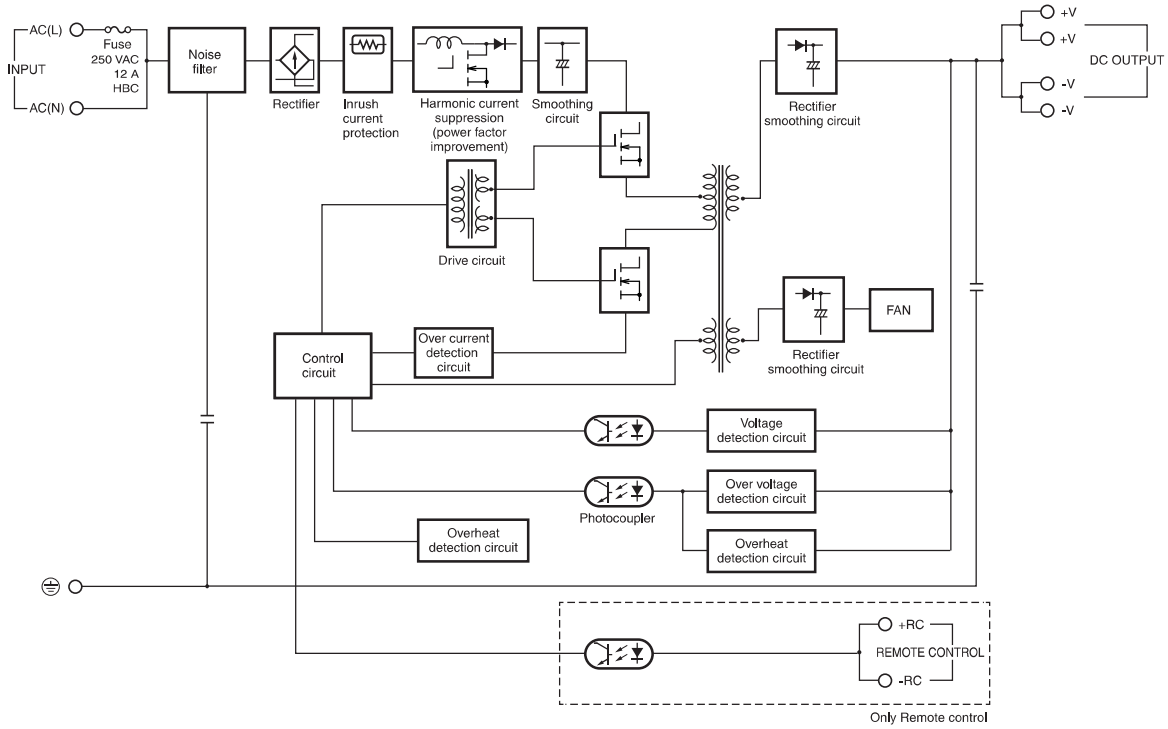 AC(L)
Fuse
250 VAC
12 A
HBC
INPUT
AC(N)
Noise
filter
Rectifier
Inrush
current
protection
Harmonic current
suppression
(power factor
improvement)
Smoothing
circuit
Rectifier
smoothing circuit
+V
+V
DC OUTPUT
-V
-V
Drive circuit
Control
circuit
Over current
detection
circuit
Rectifier
smoothing circuit
FAN
Voltage
detection circuit
Photocoupler
Over voltage
detection circuit
Overheat
detection circuit
Overheat
detection circuit
+RC
REMOTE CONTROL
-RC
Only Remote control